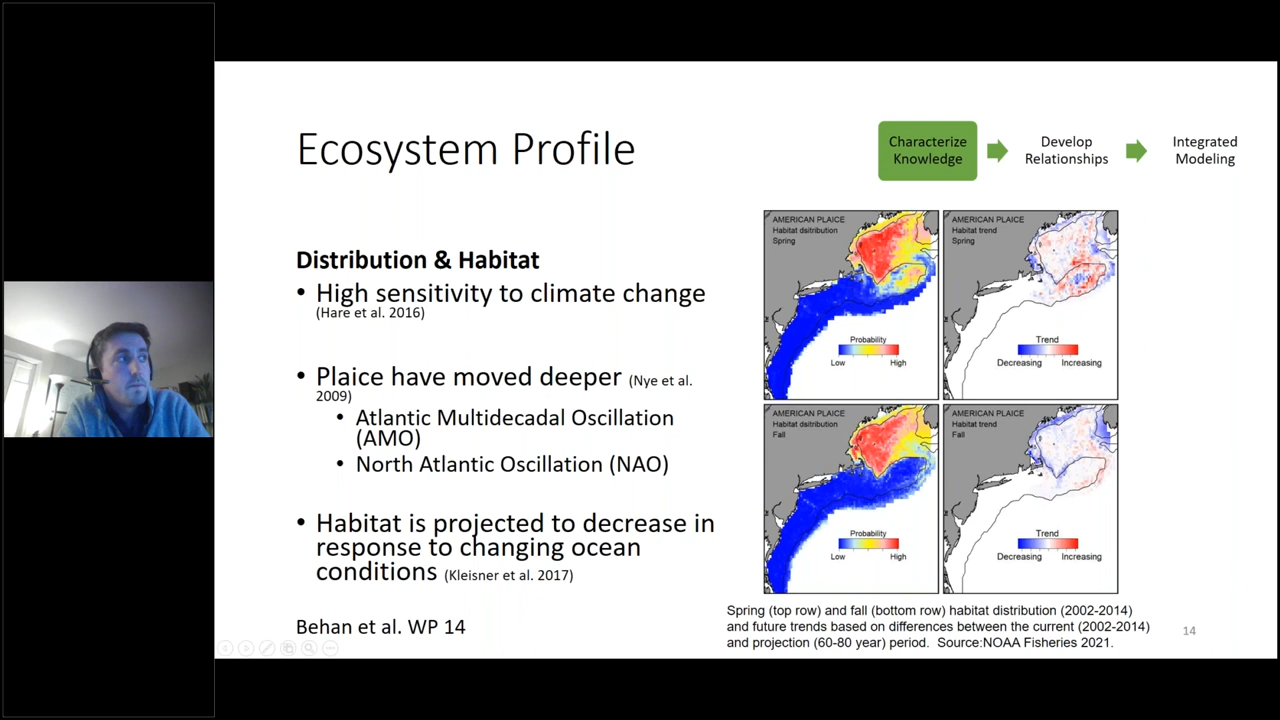 Ecosystem Profile
Characterize
Knowledge
Develop
Relationships
Integrated
Modeling
Distribution & Habitat
• High sensitivity to climate change
(Hare et al. 2016)
• Plaice have moved deeper (Nye et al.
2009)
• Atlantic Multidecadal Oscillation
(AMO)
• North Atlantic Oscillation (NAO)
• Habitat is projected to decrease in
response to changing ocean
conditions (Kleisner et al. 2017)
Behan et al. WP 14
AMERICAN PLAICE
Habitat dsitribution
Spring
Probability
Low High
AMERICAN PLAICE
Habitat trend
Spring
Trend
Decreasing Increasing
AMERICAN PLAICE
Habitat dsitribution
Fall
Probability
Low High
AMERICAN PLAICE
Habitat trend
Fall
Trend
Decreasing Increasing
Spring (top row) and fall (bottom row) habitat distribution (2002-2014)
and future trends based on differences between the current (2002-2014)
and projection (60-80 year) period. Source:NOAA Fisheries 2021.
14